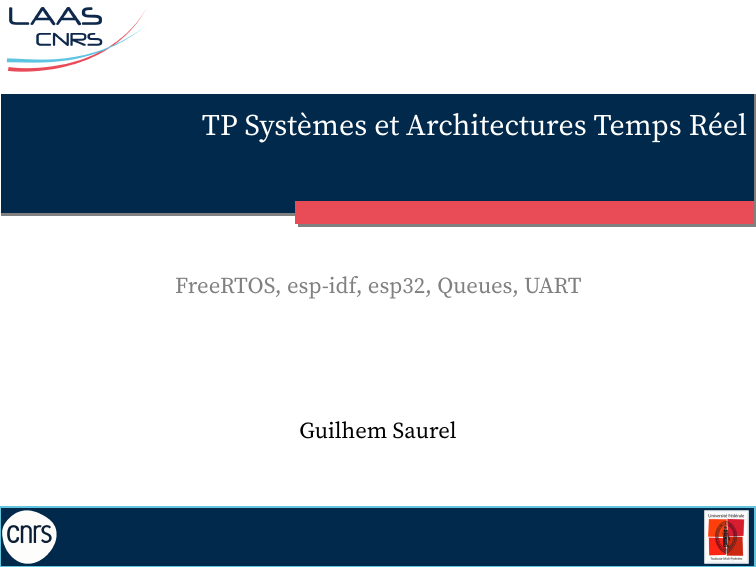 LAAS
CNRS
TP Systèmes et Architectures Temps Réel
FreeRTOS, esp-idf, esp32, Queues, UART
Guilhem Saurel
cnrs
Université Fédérale
Toulouse Midi-Pyrénées